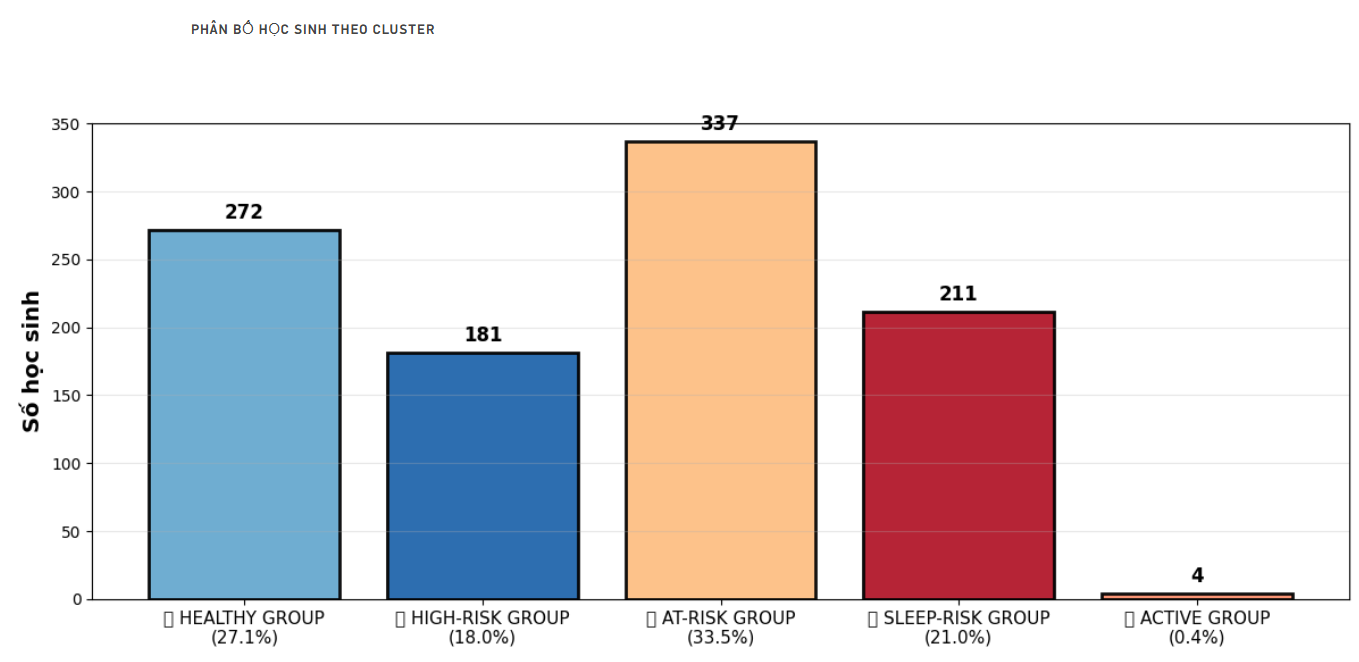 PHÂN BỐ HỌC SINH THEO CLUSTER
350
300
250
200
150
100
50
0
Số học sinh
272
181
337
211
4
HEALTHY GROUP
(27.1%)
HIGH-RISK GROUP
(18.0%)
AT-RISK GROUP
(33.5%)
SLEEP-RISK GROUP
(21.0%)
ACTIVE GROUP
(0.4%)